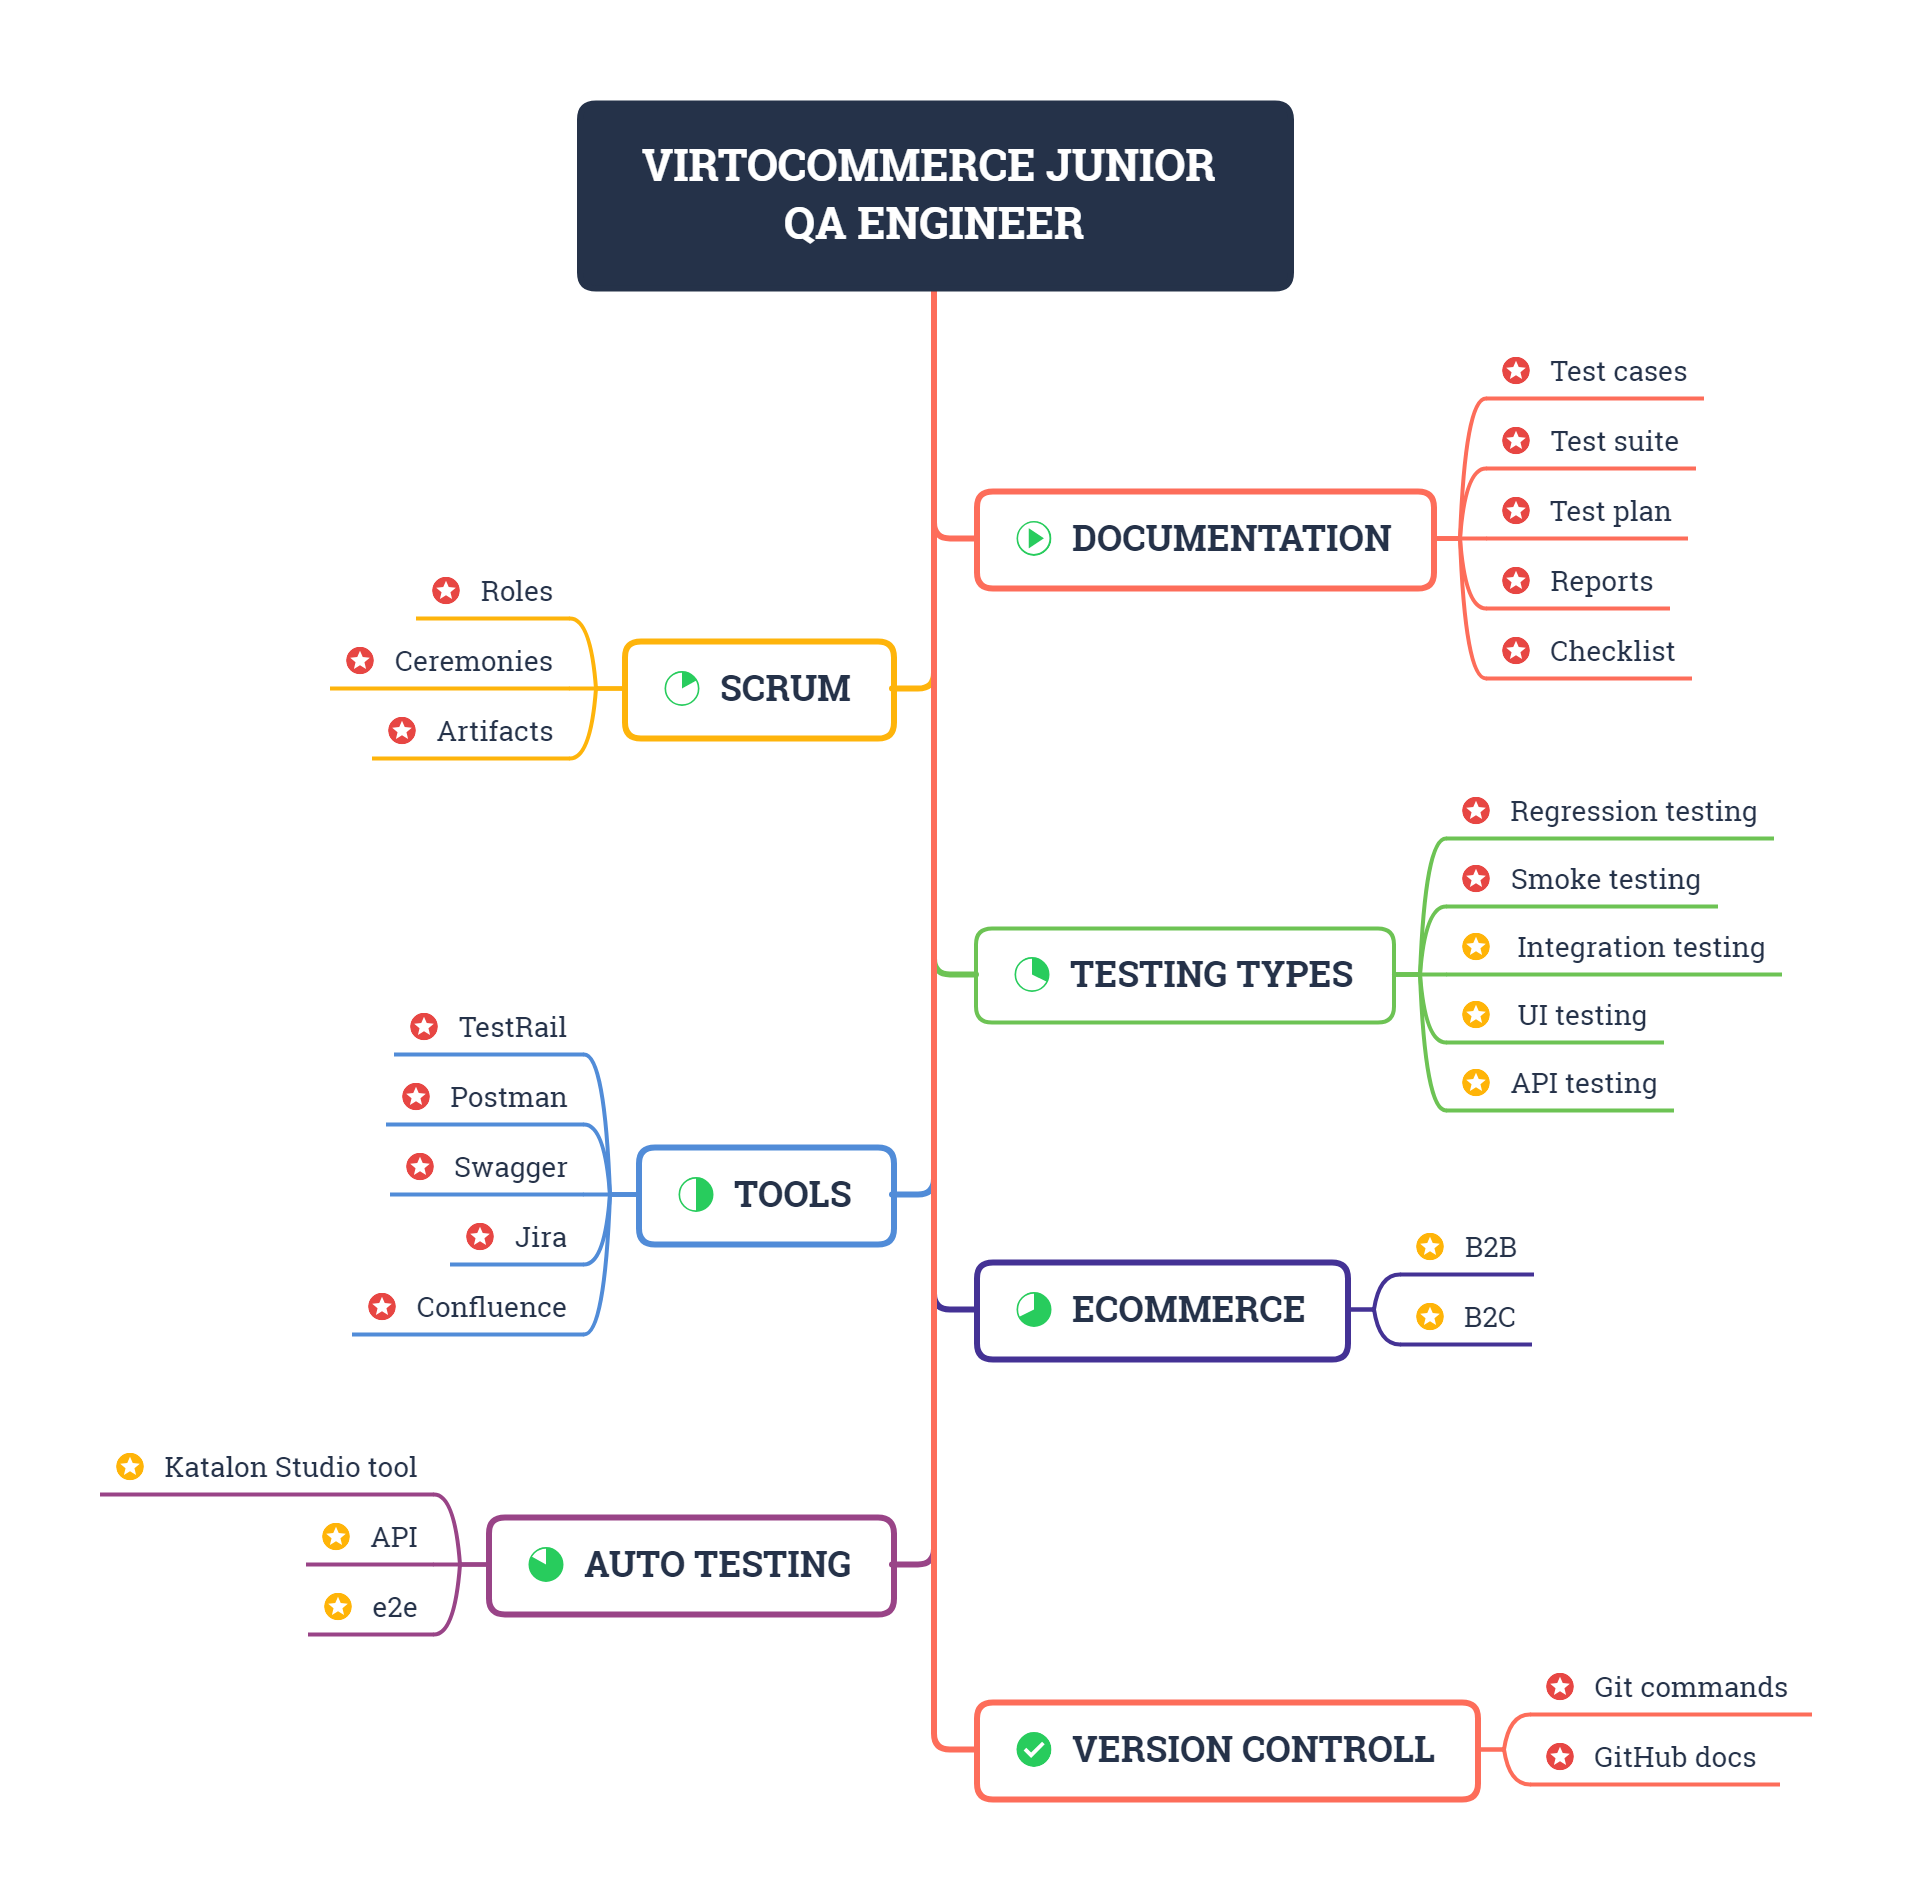 VIRTOCOMMERCE JUNIOR
QA ENGINEER
DOCUMENTATION
Test cases
Test suite
Test plan
Reports
Checklist
SCRUM
Roles
Ceremonies
Artifacts
TESTING TYPES
Regression testing
Smoke testing
Integration testing
UI testing
API testing
TOOLS
TestRail
Postman
Swagger
Jira
Confluence
ECOMMERCE
B2B
B2C
AUTO TESTING
Katalon Studio tool
API
e2e
VERSION CONTROLL
Git commands
GitHub docs